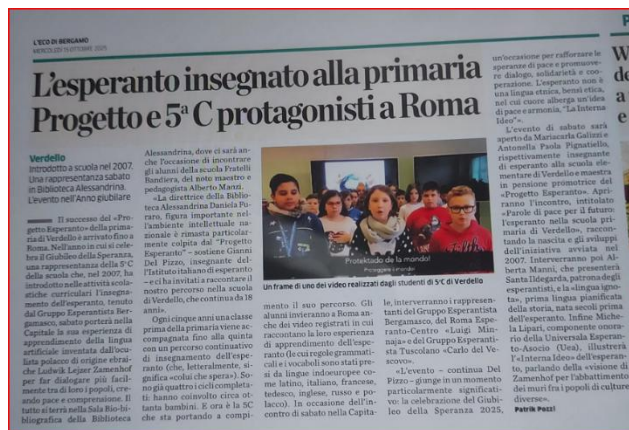 L'ECO DI BERGAMO
MERCOLEDÌ 15 OTTOBRE 2025
L'esperanto insegnato alla primaria
Progetto e 5ª C protagonisti a Roma
Verdello
Introdotto a scuola nel 2007.
Una rappresentanza sabato
in Biblioteca Alessandrina.
L'evento nell'Anno giubilare
Il successo del «Pro-
getto Esperanto» della prima-
ria di Verdello è arrivato fino a
Roma. Nell'anno in cui si cele-
bra il Giubileo della Speranza,
una rappresentanza della 5ª C
della scuola che, nel 2007, ha
introdotto nelle attività scola-
stiche curricolari l'insegna-
mento dell'esperanto, tenuto
dal Gruppo Esperantista Ber-
gamasco, sabato porterà nella
Capitale la sua esperienza di
apprendimento della lingua
artificiale inventata dall'ocu-
lista polacco di origine ebrai-
che Ludwik Lejzer Zamenhof
per far dialogare più facil-
mente tra di loro i popoli, cre-
ando pace e comprensione. Il
tutto si terrà nella Sala Bio-bi-
bliografica della Biblioteca
Alessandrina, dove ci sarà an-
che l'occasione di incontrare
gli alunni della scuola Fratelli
Bandiera, del noto maestro e
pedagogista Alberto Manzi.
«La direttrice della Biblio-
teca Alessandrina Daniela Po-
raro, figura importante nel-
l'ambiente intellettuale na-
zionale è rimasta particolar-
mente colpita dal "Progetto
Esperanto" – sostiene Gianni
Del Pizzo, insegnante del-
l'Istituto italiano di esperanto
– e ci ha invitati a raccontare il
nostro percorso nella scuola
di Verdello, che continua da 18
anni».
Ogni cinque anni una classe
prima della primaria viene ac-
compagnata fino alla quinta
con un percorso continuativo
di insegnamento dell'espe-
ranto (che, letteralmente, si-
gnifica «colui che spera»). So-
no già quattro i cicli completa-
ti: hanno coinvolto circa ot-
tanta bambini. E ora è la 5C
che sta portando a compi-
Protektado de la mondo!
Proteggere il mondo!
Un frame di uno dei video realizzati dagli studenti di 5ªC di Verdello
mento il suo percorso. Gli
alunni invieranno a Roma an-
che dei video registrati in cui
raccontano la loro esperienza
di apprendimento dell'espe-
ranto (le cui regole grammati-
cali e i vocaboli sono stati pre-
si da lingue indoeuropee co-
me latino, italiano, francese,
tedesco, inglese, russo e po-
lacco). In occasione dell'in-
contro di sabato nella Capita-
le, interverranno i rappresen-
tanti del Gruppo Esperantista
Bergamasco, del Roma Espe-
ranto-Centro «Luigi Min-
naja» e del Gruppo Esperanti-
sta Tuscolano «Carlo del Ve-
scovo».
«L'evento – continua Del
Pizzo – giunge in un momento
particolarmente significati-
vo: la celebrazione del Giubi-
leo della Speranza 2025,
un'occasione per rafforzare le
speranze di pace e promuove-
re dialogo, solidarietà e coo-
perazione. L'esperanto non è
una lingua etnica, bensì etica,
nel cui cuore alberga un'idea
di pace e armonia, "La Interna
Ideo"».
L'evento di sabato sarà
aperto da Mariacarla Galizzi e
Antonella Paola Pignatiello,
rispettivamente insegnante
di esperanto alla scuola ele-
mentare di Verdello e maestra
in pensione promotrice del
«Progetto Esperanto». Apri-
ranno l'incontro, intitolato
«Parole di pace per il futuro:
l'esperanto nella scuola pri-
maria di Verdello», raccon-
tando la nascita e gli sviluppi
dell'iniziativa avviata nel
2007. Interverranno poi Al-
berta Manni, che presenterà
Santa Ildegarda, patrona degli
esperantisti, e la «lingua igno-
ta», prima lingua pianificata
della storia, nata secoli prima
dell'esperanto. Infine Miche-
la Lipari, componente onora-
rio della Universala Esperan-
to-Asocio (Uea), illustrerà
l'«Interna Ideo» dell'esperan-
to, parlando della «visione di
Zamenhof per l'abbattimento
dei muri fra i popoli di culture
diverse».
Patrik Pozzi
P
W
de
a
e